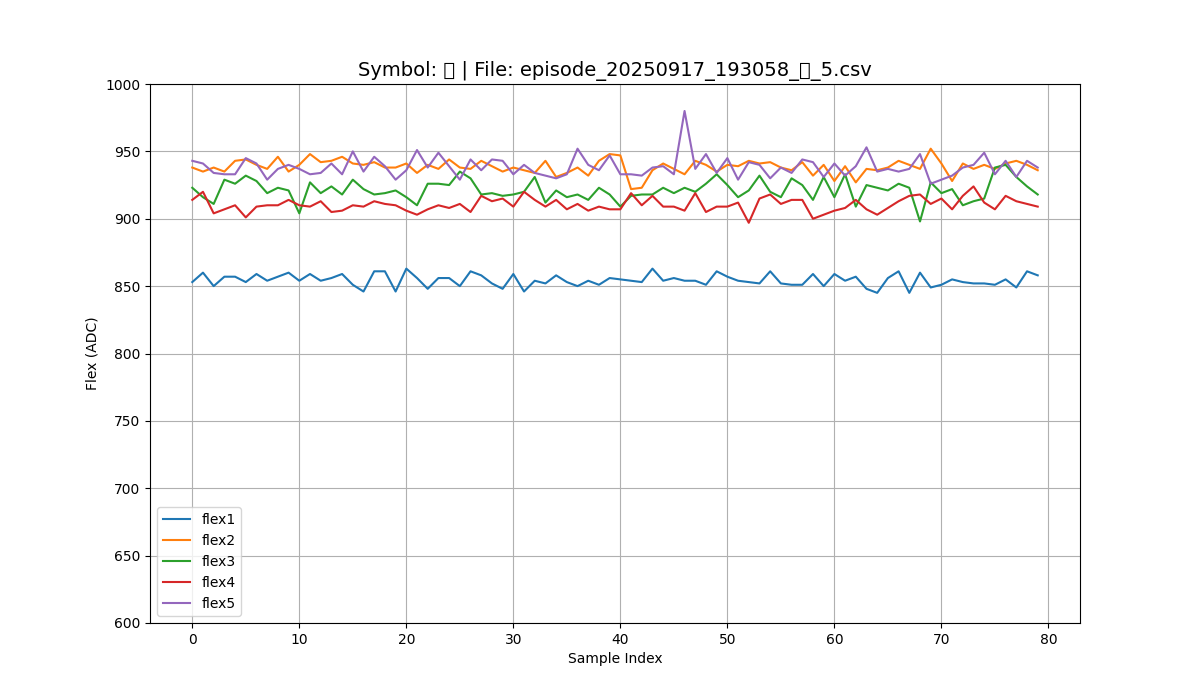 Symbol: ▯ | File: episode_20250917_193058_▯_5.csv
1000
950
900
850
800
750
700
650
600
Flex (ADC)
flex1
flex2
flex3
flex4
flex5
0 10 20 30 40 50 60 70 80
Sample Index